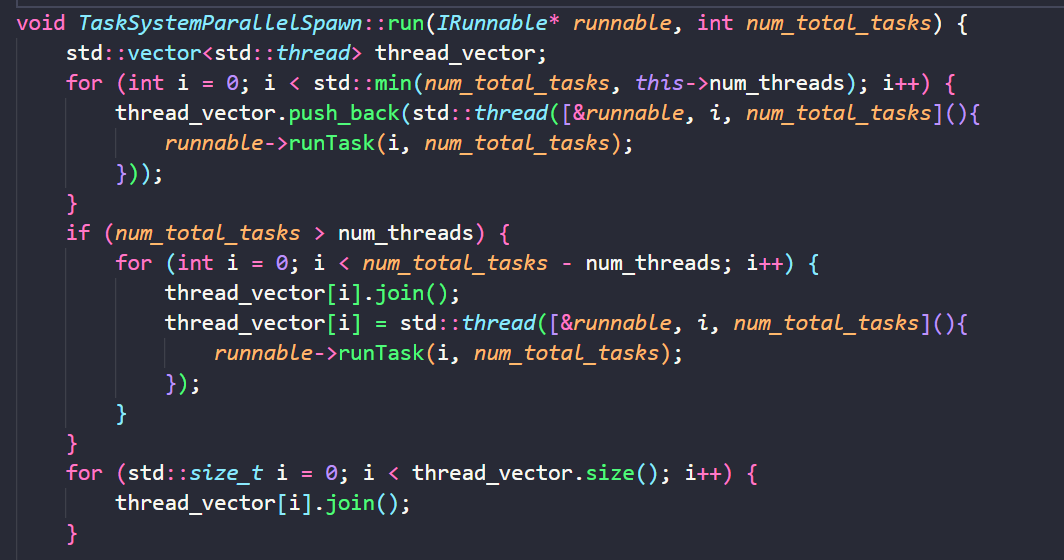 void TaskSystemParallelSpawn::run(IRunnable* runnable, int num_total_tasks) {
    std::vector<std::thread> thread_vector;
    for (int i = 0; i < std::min(num_total_tasks, this->num_threads); i++) {
        thread_vector.push_back(std::thread([&runnable, i, num_total_tasks](){
            runnable->runTask(i, num_total_tasks);
        }));
    }
    if (num_total_tasks > num_threads) {
        for (int i = 0; i < num_total_tasks - num_threads; i++) {
            thread_vector[i].join();
            thread_vector[i] = std::thread([&runnable, i, num_total_tasks](){
                runnable->runTask(i, num_total_tasks);
            });
        }
    }
    for (std::size_t i = 0; i < thread_vector.size(); i++) {
        thread_vector[i].join();
    }